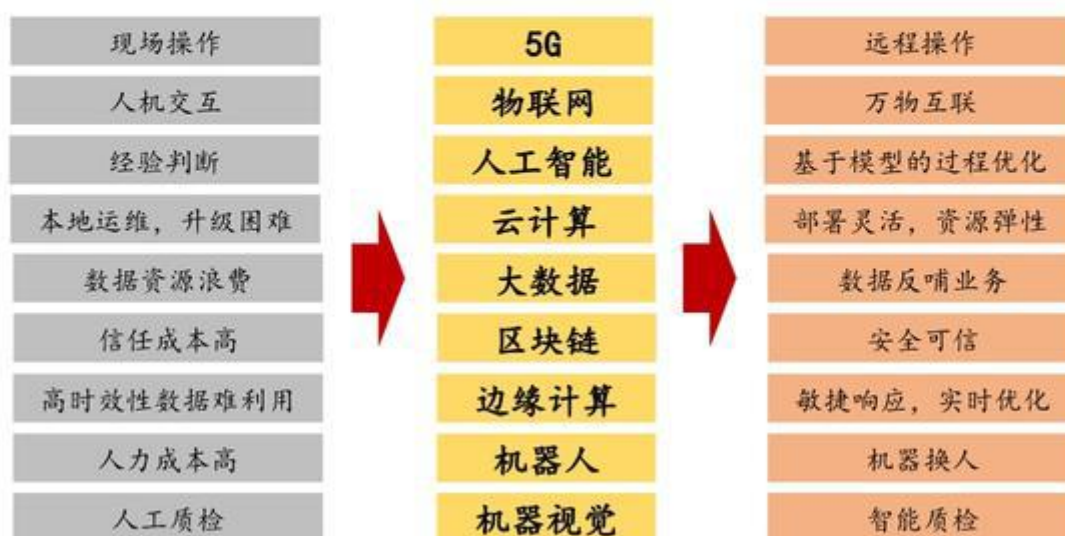 现场操作 5G 远程操作
人机交互 物联网 万物互联
经验判断 人工智能 基于模型的过程优化
本地运维，升级困难 云计算 部署灵活，资源弹性
数据资源浪费 大数据 数据反哺业务
信任成本高 区块链 安全可信
高时效性数据难利用 边缘计算 敏捷响应，实时优化
人力成本高 机器人 机器换人
人工质检 机器视觉 智能质检